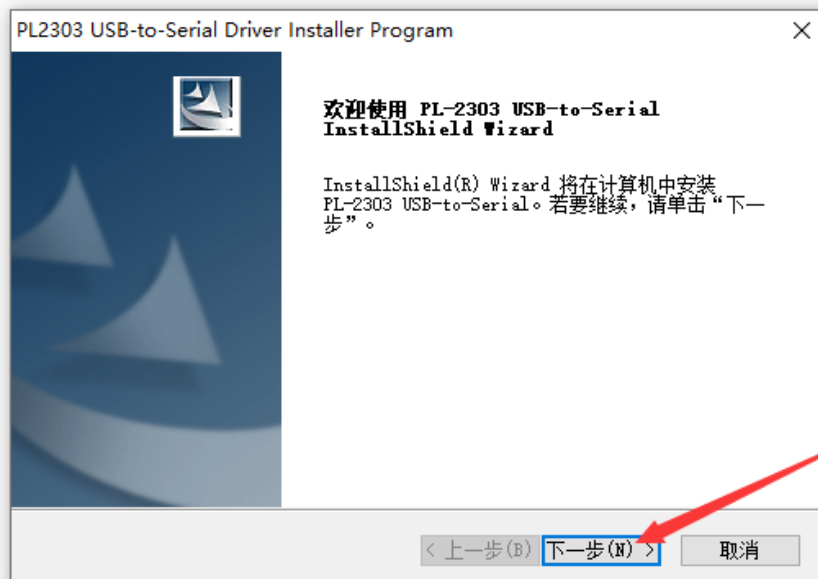 PL2303 USB-to-Serial Driver Installer Program
欢迎使用 PL-2303 USB-to-Serial
InstallShield Wizard
InstallShield(R) Wizard 将在计算机中安装
PL-2303 USB-to-Serial。若要继续，请单击“下一
步”。
< 上一步(B) 下一步(N) > 取消